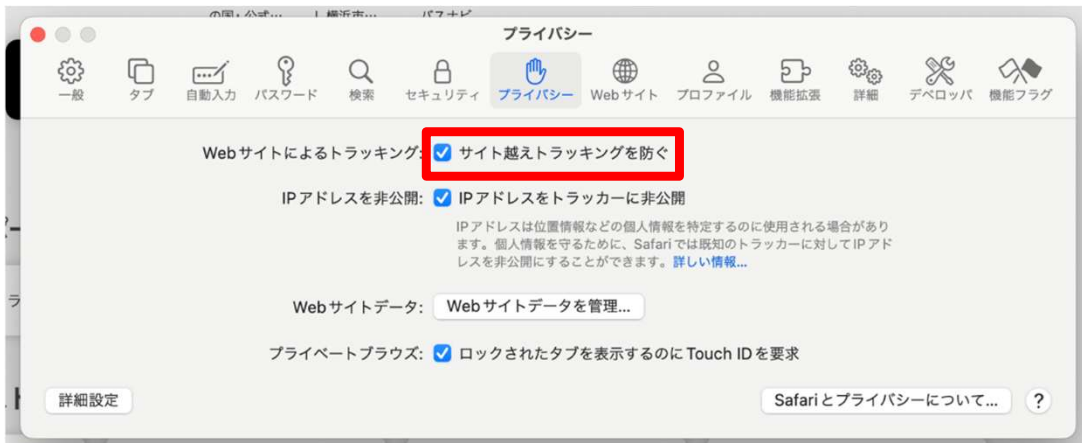 プライバシー
一般 タブ 自動入力 パスワード 検索 セキュリティ プライバシー Webサイト プロファイル 機能拡張 詳細 デベロッパ 機能フラグ
Webサイトによるトラッキング: サイト越えトラッキングを防ぐ
IPアドレスを非公開: IPアドレスをトラッカーに非公開
IPアドレスは位置情報などの個人情報を特定するのに使用される場合があり
ます。個人情報を守るために、Safariでは既知のトラッカーに対してIPアド
レスを非公開にすることができます。詳しい情報...
Webサイトデータ: Webサイトデータを管理...
プライベートブラウズ: ロックされたタブを表示するのにTouch IDを要求
詳細設定 Safariとプライバシーについて... ?